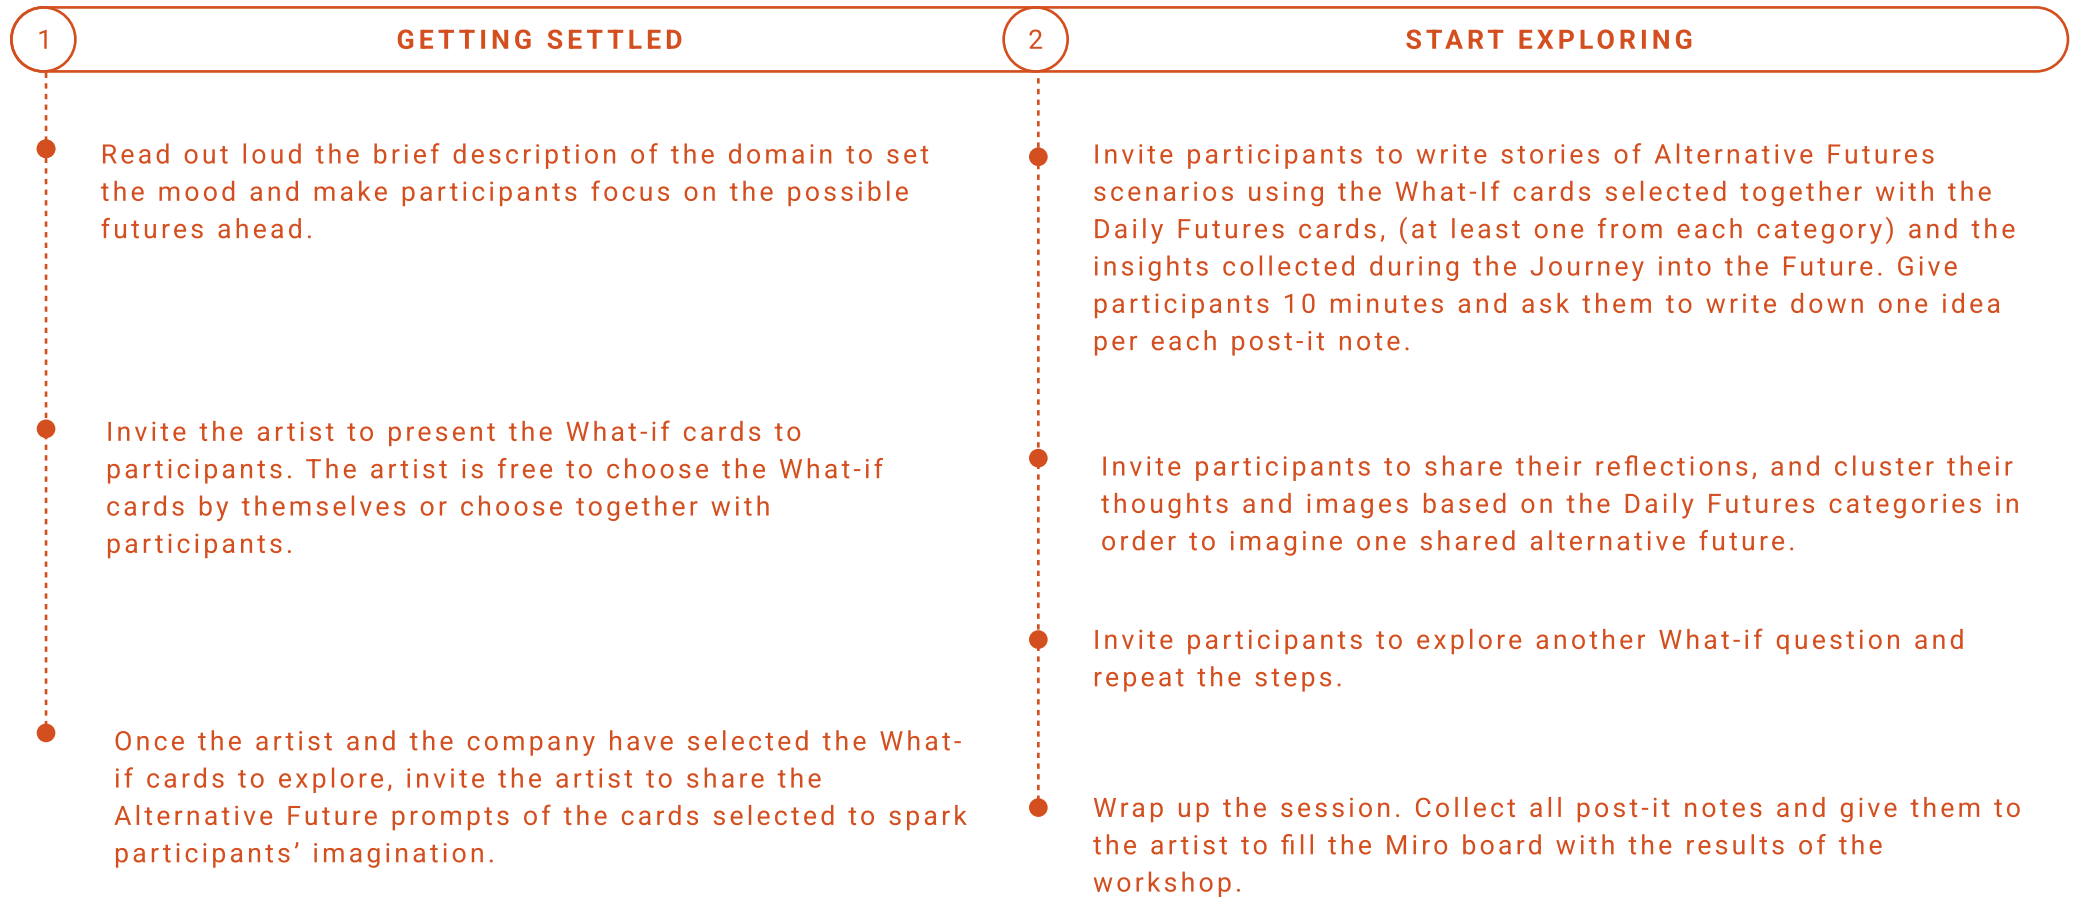 1
GETTING SETTLED
Read out loud the brief description of the domain to set
the mood and make participants focus on the possible
futures ahead.
Invite the artist to present the What-if cards to
participants. The artist is free to choose the What-if
cards by themselves or choose together with
participants.
Once the artist and the company have selected the What-
if cards to explore, invite the artist to share the
Alternative Future prompts of the cards selected to spark
participants’ imagination.
2
START EXPLORING
Invite participants to write stories of Alternative Futures
scenarios using the What-If cards selected together with the
Daily Futures cards, (at least one from each category) and the
insights collected during the Journey into the Future. Give
participants 10 minutes and ask them to write down one idea
per each post-it note.
Invite participants to share their reflections, and cluster their
thoughts and images based on the Daily Futures categories in
order to imagine one shared alternative future.
Invite participants to explore another What-if question and
repeat the steps.
Wrap up the session. Collect all post-it notes and give them to
the artist to fill the Miro board with the results of the
workshop.